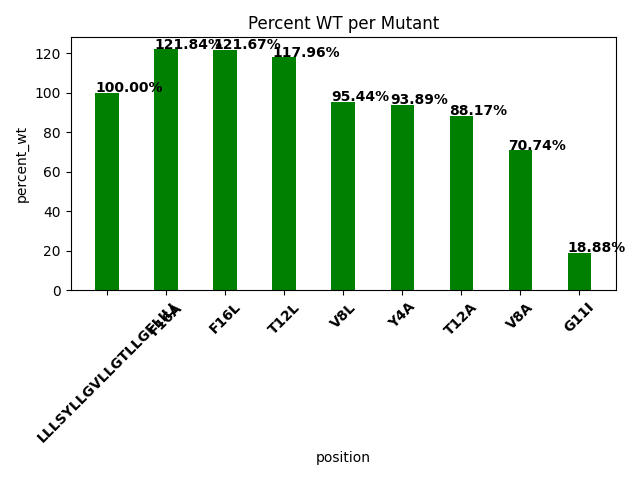 Percent WT per Mutant
percent_wt
120
100
80
60
40
20
0
100.00%
121.84%
121.67%
117.96%
95.44%
93.89%
88.17%
70.74%
18.88%
F16A
F16L
T12L
V8L
Y4A
T12A
V8A
G11I
position